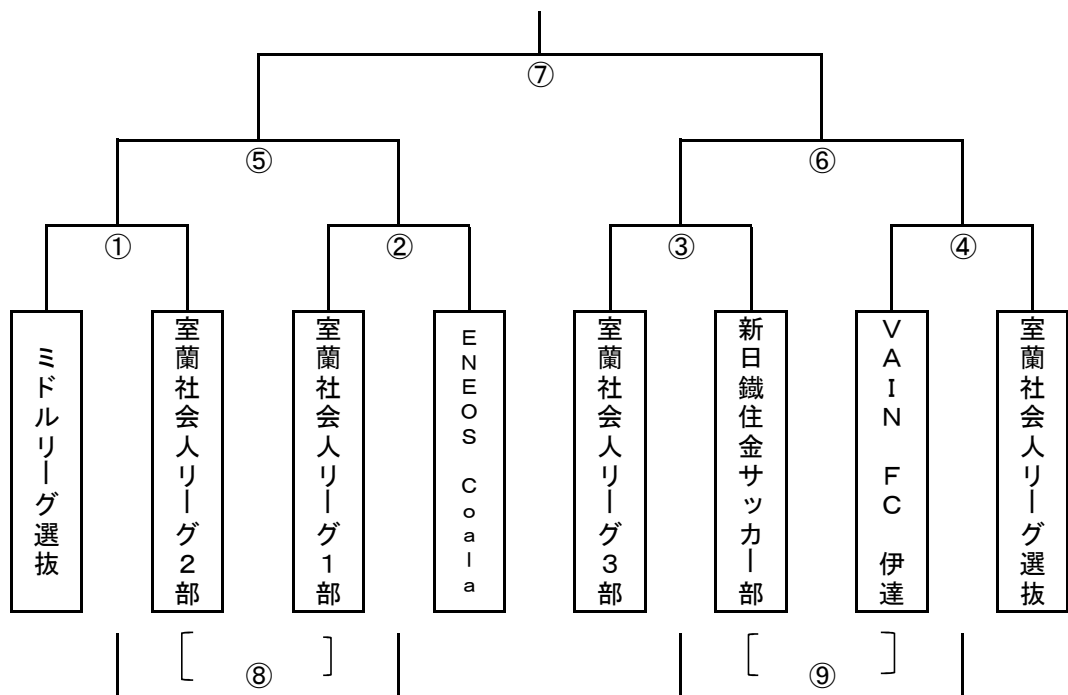 ⑦
⑤
⑥
①
②
③
④
ミドルリーグ選抜
室蘭社会人リーグ２部
室蘭社会人リーグ１部
ＥＮＥＯＳ　Ｃｏａｌａ
室蘭社会人リーグ３部
新日鐵住金サッカー部
ＶＡＩＮ　ＦＣ　伊達
室蘭社会人リーグ選抜
［　］
⑧
［　］
⑨